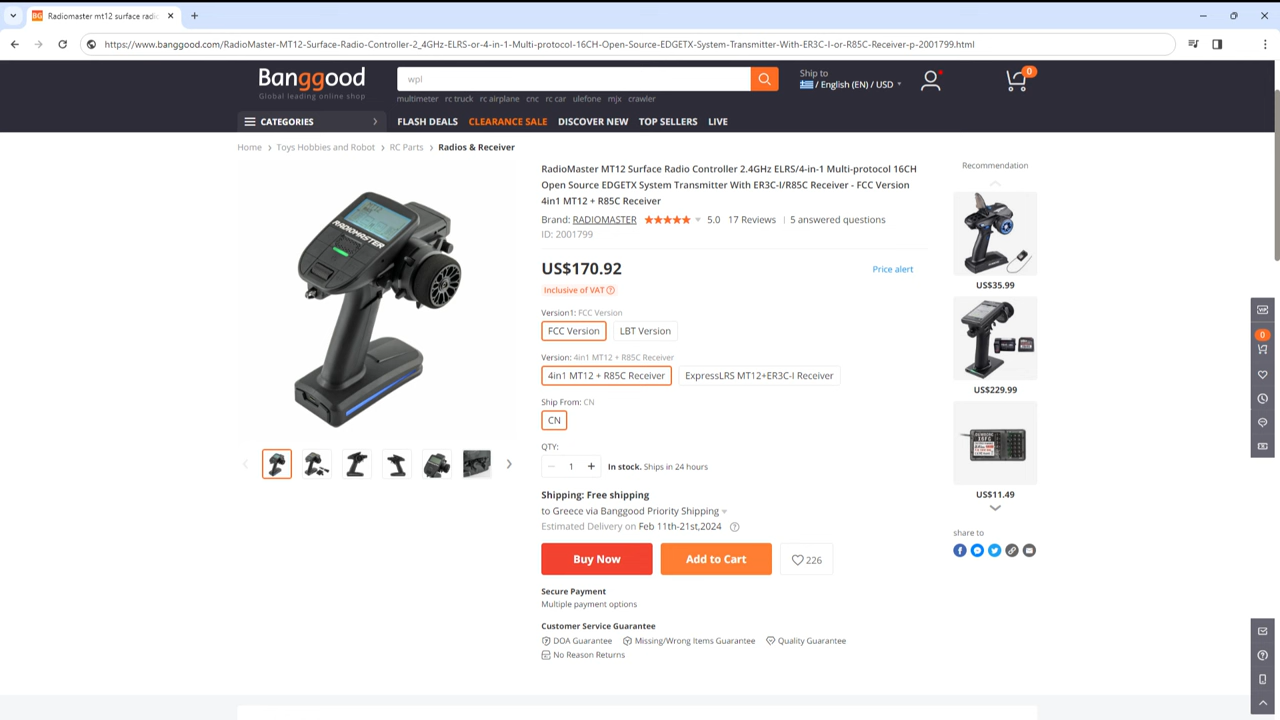 Radiomaster mt12 surface radi
https://www.banggood.com/RadioMaster-MT12-Surface-Radio-Controller-2_4GHz-ELRS-or-4-in-1-Multi-protocol-16CH-Open-Source-EDGETX-System-Transmitter-With-ER3C-I-or-R85C-Receiver-p-2001799.html
Banggood
Global leading online shop
wpl
Ship to
/ English (EN) / USD
0
multimeter rc truck rc airplane cnc rc car ulefone mjx crawler
CATEGORIES
FLASH DEALS CLEARANCE SALE DISCOVER NEW TOP SELLERS LIVE
Home > Toys Hobbies and Robot > RC Parts > Radios & Receiver
RADIOMASTER
RadioMaster MT12 Surface Radio Controller 2.4GHz ELRS/4-in-1 Multi-protocol 16CH
Open Source EDGETX System Transmitter With ER3C-I/R85C Receiver - FCC Version
4in1 MT12 + R85C Receiver
Brand: RADIOMASTER 5.0 17 Reviews | 5 answered questions
ID: 2001799
US$170.92
Price alert
Inclusive of VAT
Version1: FCC Version
FCC Version LBT Version
Version: 4in1 MT12 + R85C Receiver
4in1 MT12 + R85C Receiver ExpressLRS MT12+ER3C-I Receiver
Ship From: CN
CN
QTY:
1 In stock. Ships in 24 hours
Shipping: Free shipping
to Greece via Banggood Priority Shipping
Estimated Delivery on Feb 11th-21st,2024
Buy Now Add to Cart 226
Secure Payment
Multiple payment options
Customer Service Guarantee
DOA Guarantee Missing/Wrong Items Guarantee Quality Guarantee
No Reason Returns
Recommendation
US$35.99
US$229.99
US$11.49
share to
VIP
0